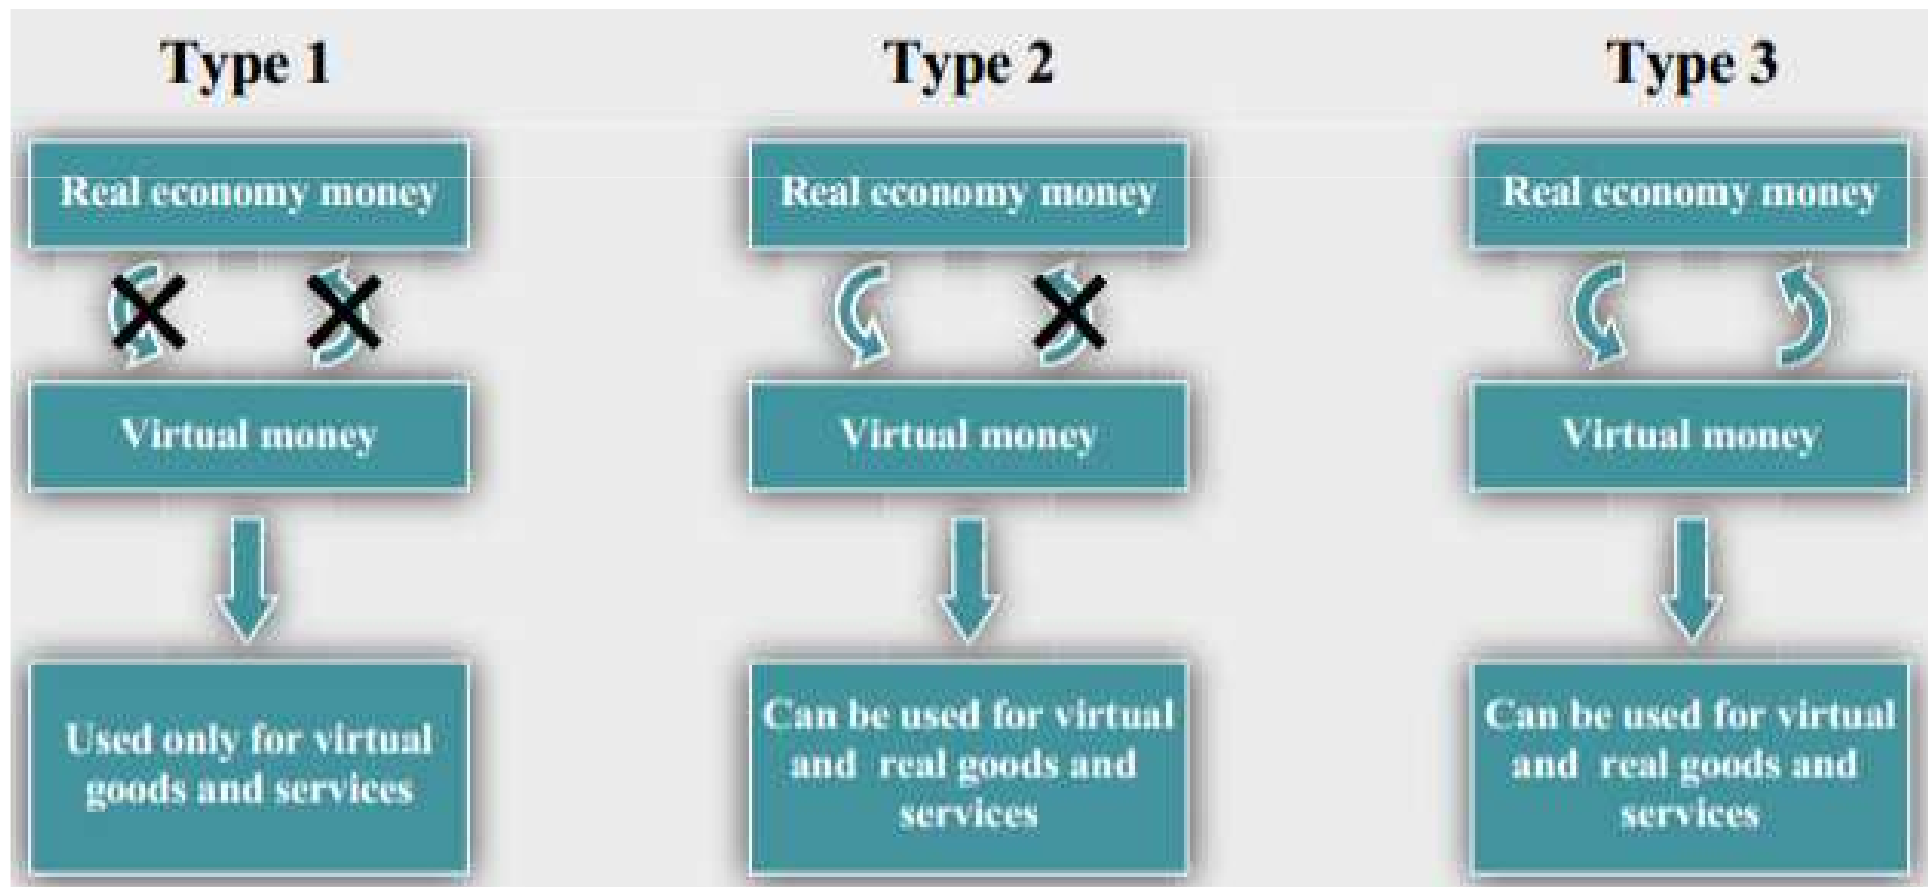 Type 1
Type 2
Type 3
Real economy money
Real economy money
Real economy money
Virtual money
Virtual money
Virtual money
Used only for virtual
goods and services
Can be used for virtual
and real goods and
services
Can be used for virtual
and real goods and
services